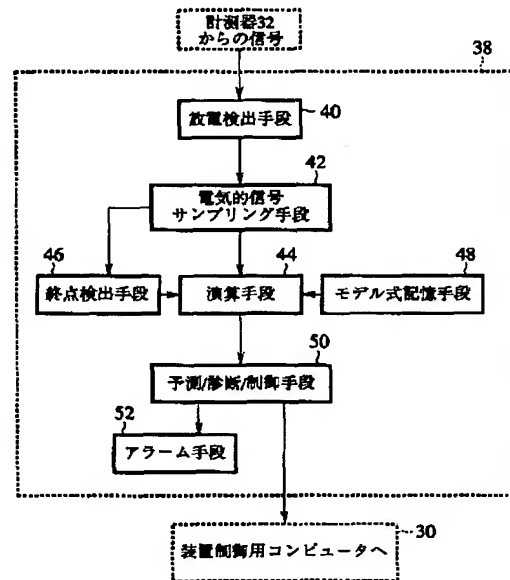 計測器32
からの信号
38
放電検出手段
40
42
電気的信号
サンプリング手段
46
44
48
終点検出手段
演算手段
モデル式記憶手段
50
予測/診断/制御手段
52
アラーム手段
30
装置制御用コンピュータへ